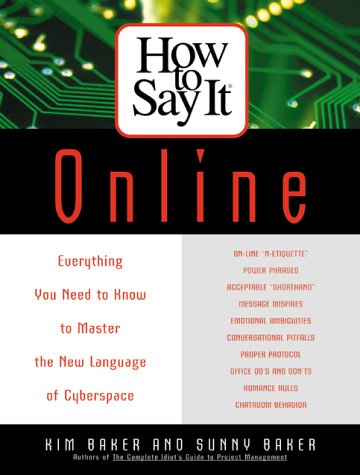 How
to
Say It®
Online
Everything
You Need to Know
to Master
the New Language
of Cyberspace
ON-LINE "N-ETIQUETTE"
POWER PHRASES
ACCEPTABLE "SHORTHAND"
MESSAGE MISFIRES
EMOTIONAL AMBIGUITIES
CONVERSATIONAL PITFALLS
PROPER PROTOCOL
OFFICE DO'S AND DON'TS
ROMANCE RULES
CHATROOM BEHAVIOR
KIM BAKER AND SUNNY BAKER
Authors of The Complete Idiot's Guide to Project Management